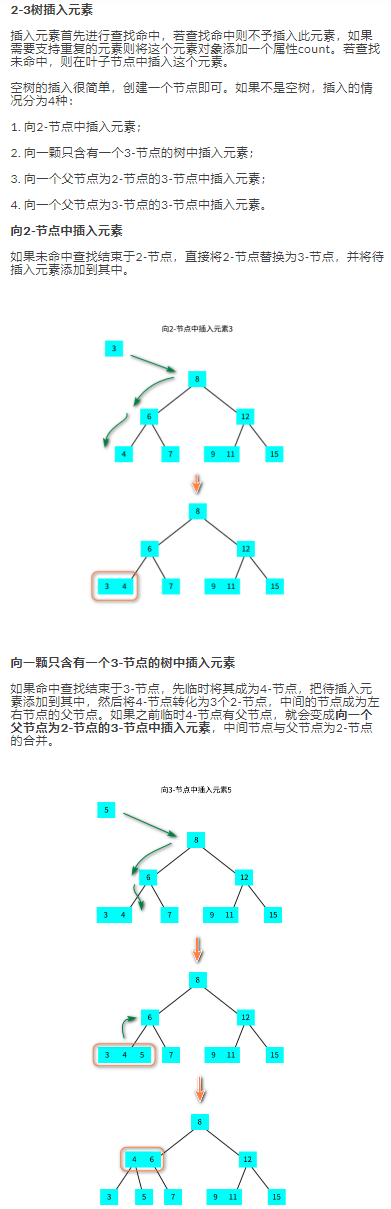 2-3树插入元素
插入元素首先进行查找命中，若查找命中则不予插入此元素，如果
需要支持重复的元素则将这个元素对象添加一个属性count。若查找
未命中，则在叶子节点中插入这个元素。
空树的插入很简单，创建一个节点即可。如果不是空树，插入的情
况分为4种：
1. 向2-节点中插入元素；
2. 向一颗只含有一个3-节点的树中插入元素；
3. 向一个父节点为2-节点的3-节点中插入元素；
4. 向一个父节点为3-节点的3-节点中插入元素。
向2-节点中插入元素
如果未命中查找结束于2-节点，直接将2-节点替换为3-节点，并将待
插入元素添加到其中。
向2-节点中插入元素3
3
8
6 12
4 7 9 11 15
8
6 12
3 4 7 9 11 15
向一颗只含有一个3-节点的树中插入元素
如果命中查找结束于3-节点，先临时将其成为4-节点，把待插入元
素添加到其中，然后将4-节点转化为3个2-节点，中间的节点成为左
右节点的父节点。如果之前临时4-节点有父节点，就会变成向一个
父节点为2-节点的3-节点中插入元素，中间节点与父节点为2-节点
的合并。
向3-节点中插入元素5
5
8
6 12
3 4 7 9 11 15
8
6 12
3 4 5 7 9 11 15
8
4 6 12
3 5 7 9 11 15